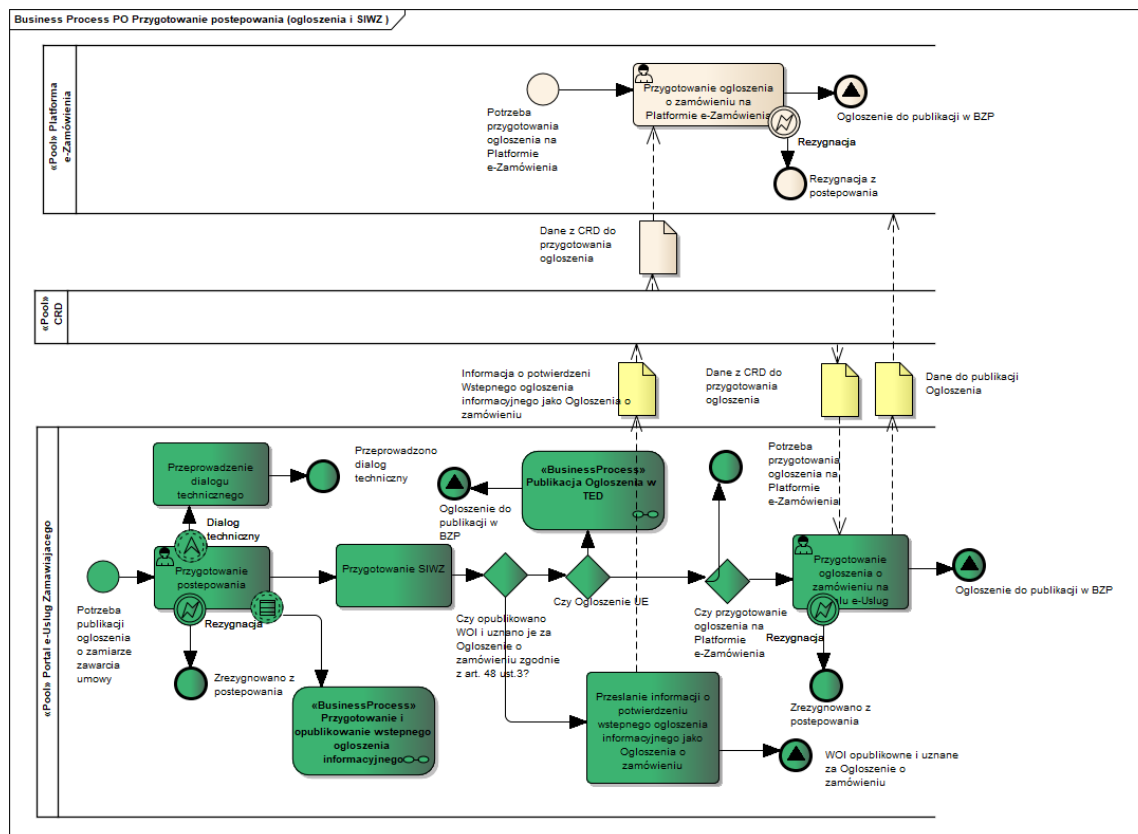 Business Process PO Przygotowanie postepowania (ogloszenia i SIWZ )
«Pool» Platforma
e-Zamówienia
Potrzeba
przygotowania
ogloszenia na
Platformie
e-Zamówienia
Przygotowanie ogloszenia
o zamówieniu na
Platformie e-Zamówienia
Rezygnacja
Ogloszenie do publikacji w BZP
Rezygnacja z
postepowania
Dane z CRD do
przygotowania
ogloszenia
«Pool»
CRD
Informacja o potwierdzeni
Wstepnego ogloszenia
informacyjnego jako Ogloszenia o
zamówieniu
Dane z CRD do
przygotowania
ogloszenia
Dane do publikacji
Ogloszenia
«Pool» Portal e-Uslug Zamawiajacego
Przeprowadzenie
dialogu
technicznego
Przeprowadzono
dialog
techniczny
Dialog
techniczny
Potrzeba
publikacji
ogloszenia
o zamiarze
zawarcia
umowy
Przygotowanie
postepowania
Rezygnacja
Zrezygnowano z
postepowania
«BusinessProcess»
Przygotowanie i
opublikowanie wstepnego
ogloszenia
informacyjnego
Przygotowanie SIWZ
Ogloszenie do
publikacji w
BZP
«BusinessProcess»
Publikacja Ogloszenia w
TED
Czy opublikowano
WOI i uznano je za
Ogloszenie o
zamówieniu zgodnie
z art. 48 ust.3?
Czy Ogloszenie UE
Przeslanie informacji o
potwierdzeniu
wstepnego ogloszenia
informacyjnego jako
Ogloszenia o
zamówieniu
WOI opublikowne i uznane
za Ogloszenie o
zamówieniu
Potrzeba
przygotowania
ogloszenia na
Platformie
e-Zamówienia
Czy przygotowanie
ogloszenia na
Platformie
e-Zamówienia
Przygotowanie
ogloszenia o
zamówieniu na
e-Uslug
Rezygnacja
Zrezygnowano z
postepowania
Ogloszenie do publikacji w BZP